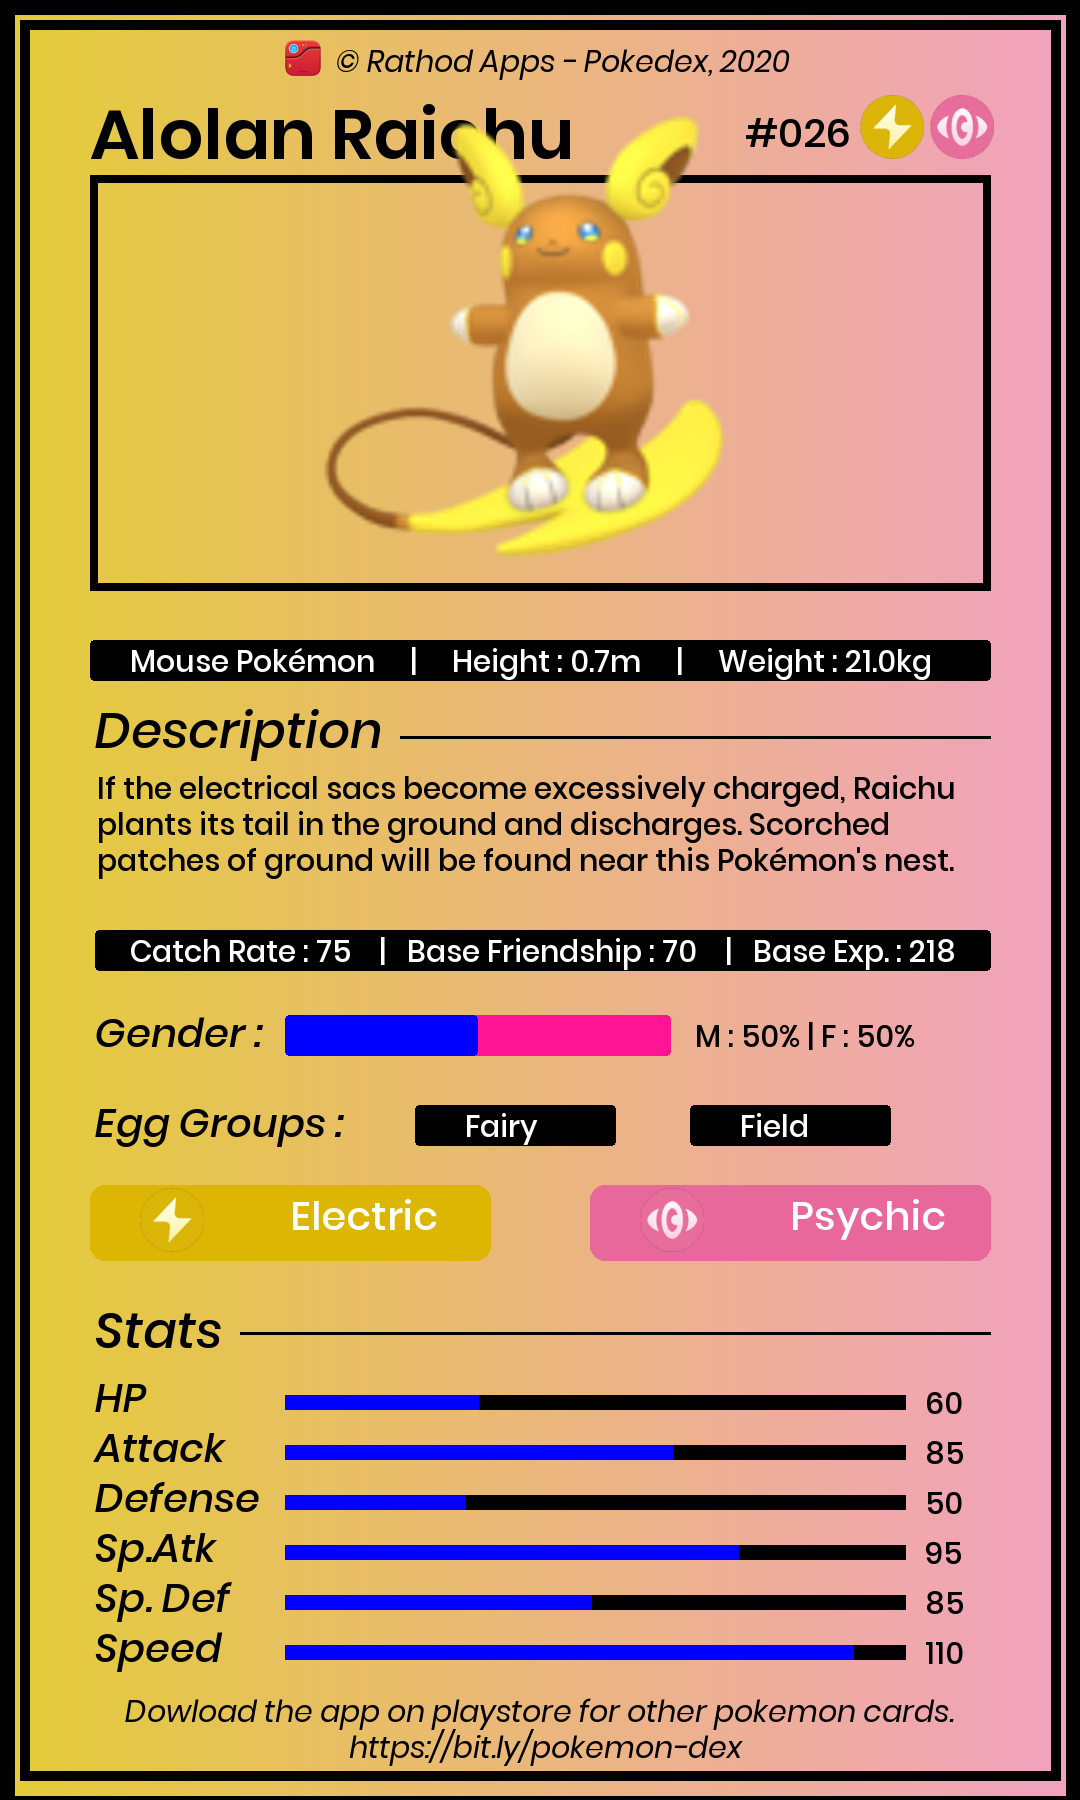 © Rathod Apps - Pokedex, 2020
Alolan Raichu #026
Mouse Pokémon | Height : 0.7m | Weight : 21.0kg
Description
If the electrical sacs become excessively charged, Raichu
plants its tail in the ground and discharges. Scorched
patches of ground will be found near this Pokémon's nest.
Catch Rate : 75 | Base Friendship : 70 | Base Exp. : 218
Gender : M : 50% | F : 50%
Egg Groups : Fairy Field
Electric Psychic
Stats
HP 60
Attack 85
Defense 50
Sp.Atk 95
Sp. Def 85
Speed 110
Dowload the app on playstore for other pokemon cards.
https://bit.ly/pokemon-dex